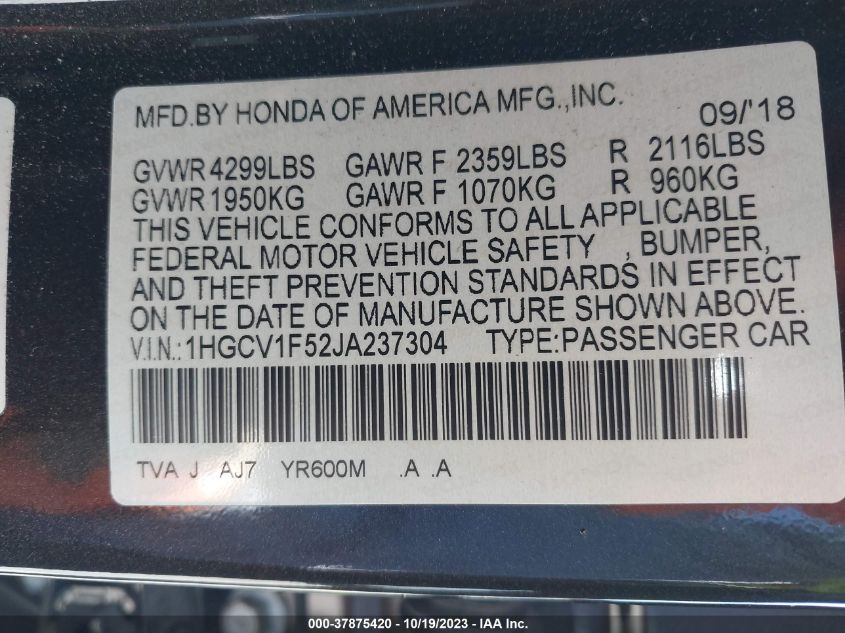 MFD.BY HONDA OF AMERICA MFG.,INC. 09/'18
GVWR 4299LBS GAWR F 2359LBS R 2116LBS
GVWR 1950KG GAWR F 1070KG R 960KG
THIS VEHICLE CONFORMS TO ALL APPLICABLE
FEDERAL MOTOR VEHICLE SAFETY , BUMPER,
AND THEFT PREVENTION STANDARDS IN EFFECT
ON THE DATE OF MANUFACTURE SHOWN ABOVE.
V.I.N.:1HGCV1F52JA237304 TYPE:PASSENGER CAR
TVA J AJ7 YR600M .A .A
000-37875420 - 10/19/2023 - IAA Inc.